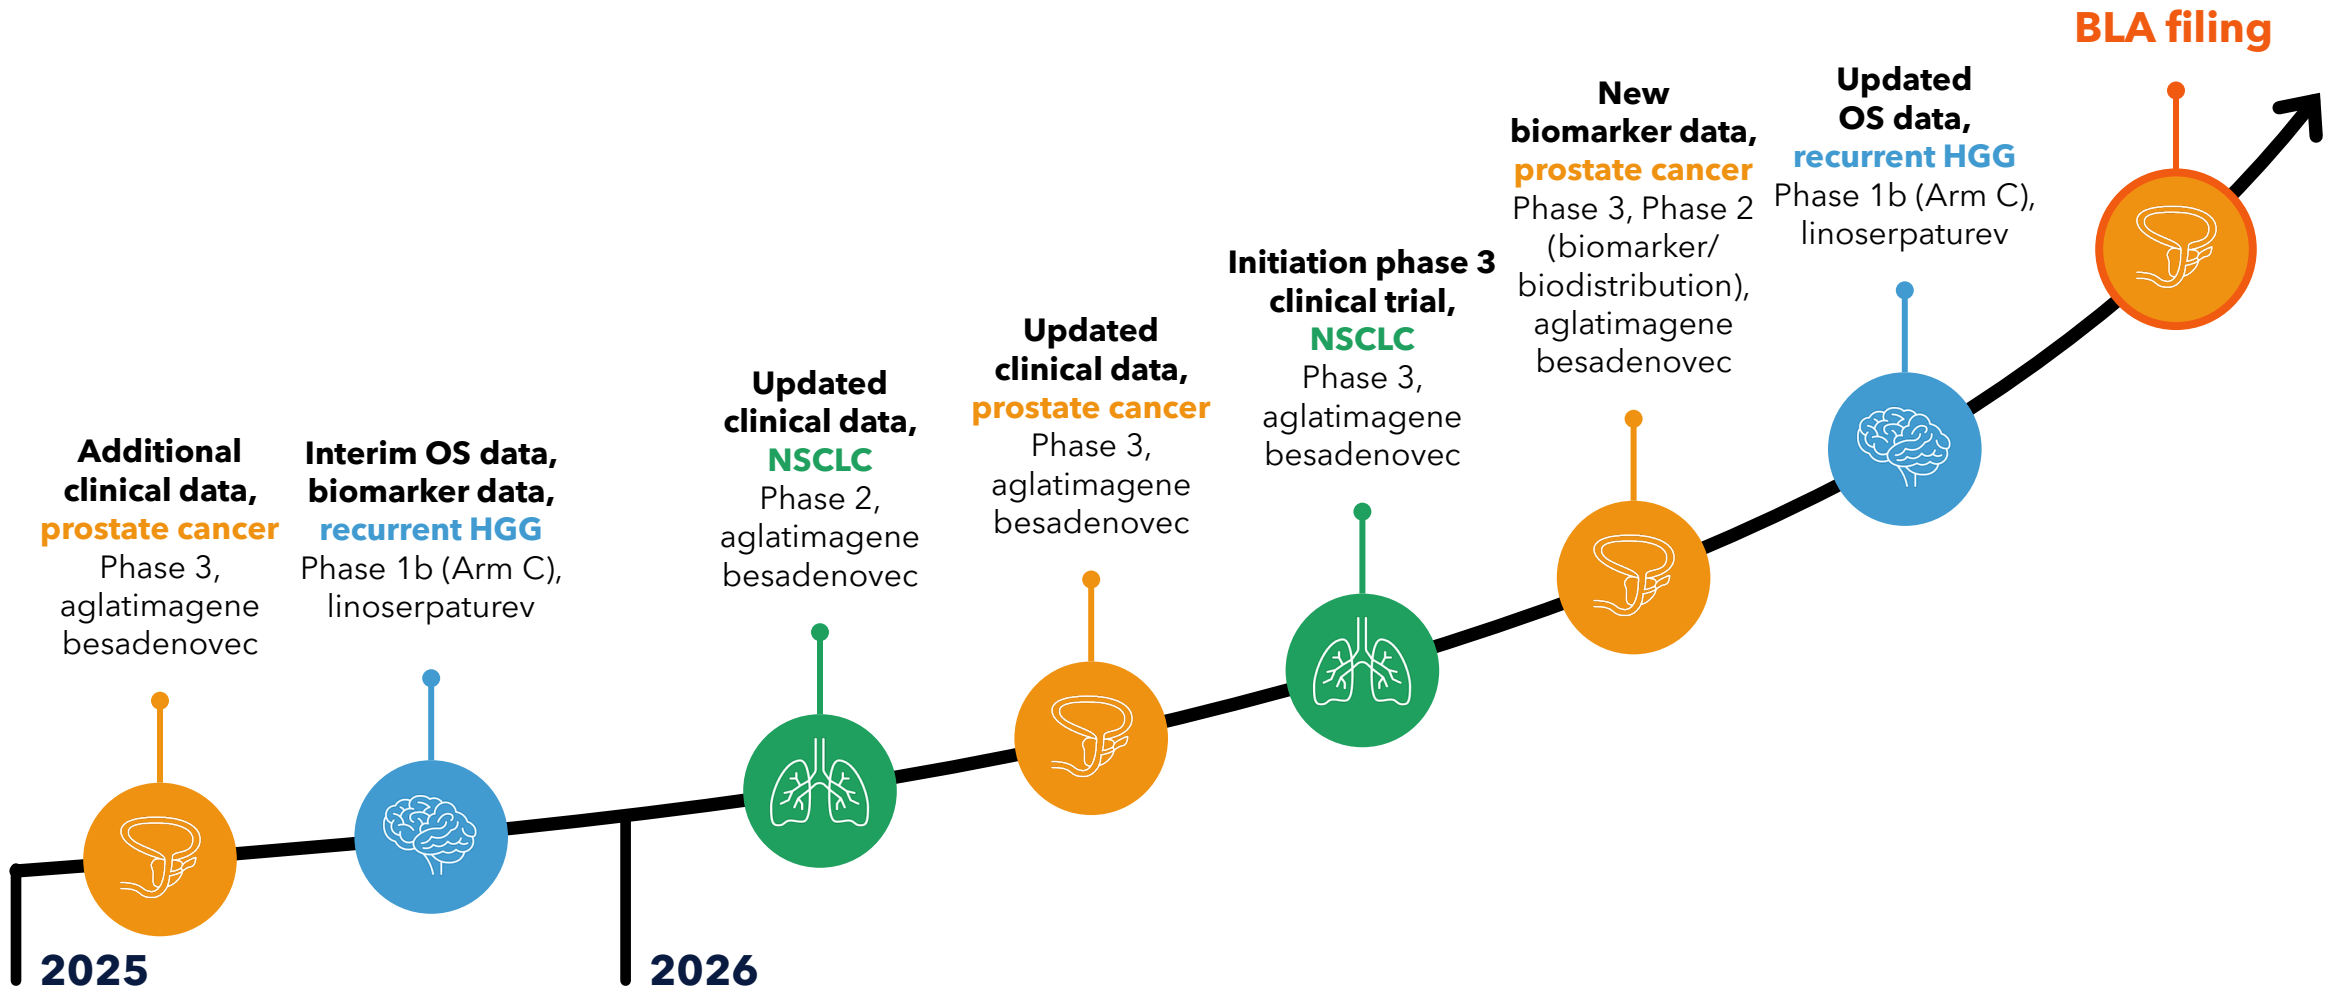 Additional
clinical data,
prostate cancer
Phase 3,
aglatimagene
besadenovec
Interim OS data,
biomarker data,
recurrent HGG
Phase 1b (Arm C),
linoserpaturev
Updated
clinical data,
NSCLC
Phase 2,
aglatimagene
besadenovec
Updated
clinical data,
prostate cancer
Phase 3,
aglatimagene
besadenovec
Initiation phase 3
clinical trial,
NSCLC
Phase 3,
aglatimagene
besadenovec
New
biomarker data,
prostate cancer
Phase 3, Phase 2
(biomarker/
biodistribution),
aglatimagene
besadenovec
Updated
OS data,
recurrent HGG
Phase 1b (Arm C),
linoserpaturev
BLA filing
2025
2026